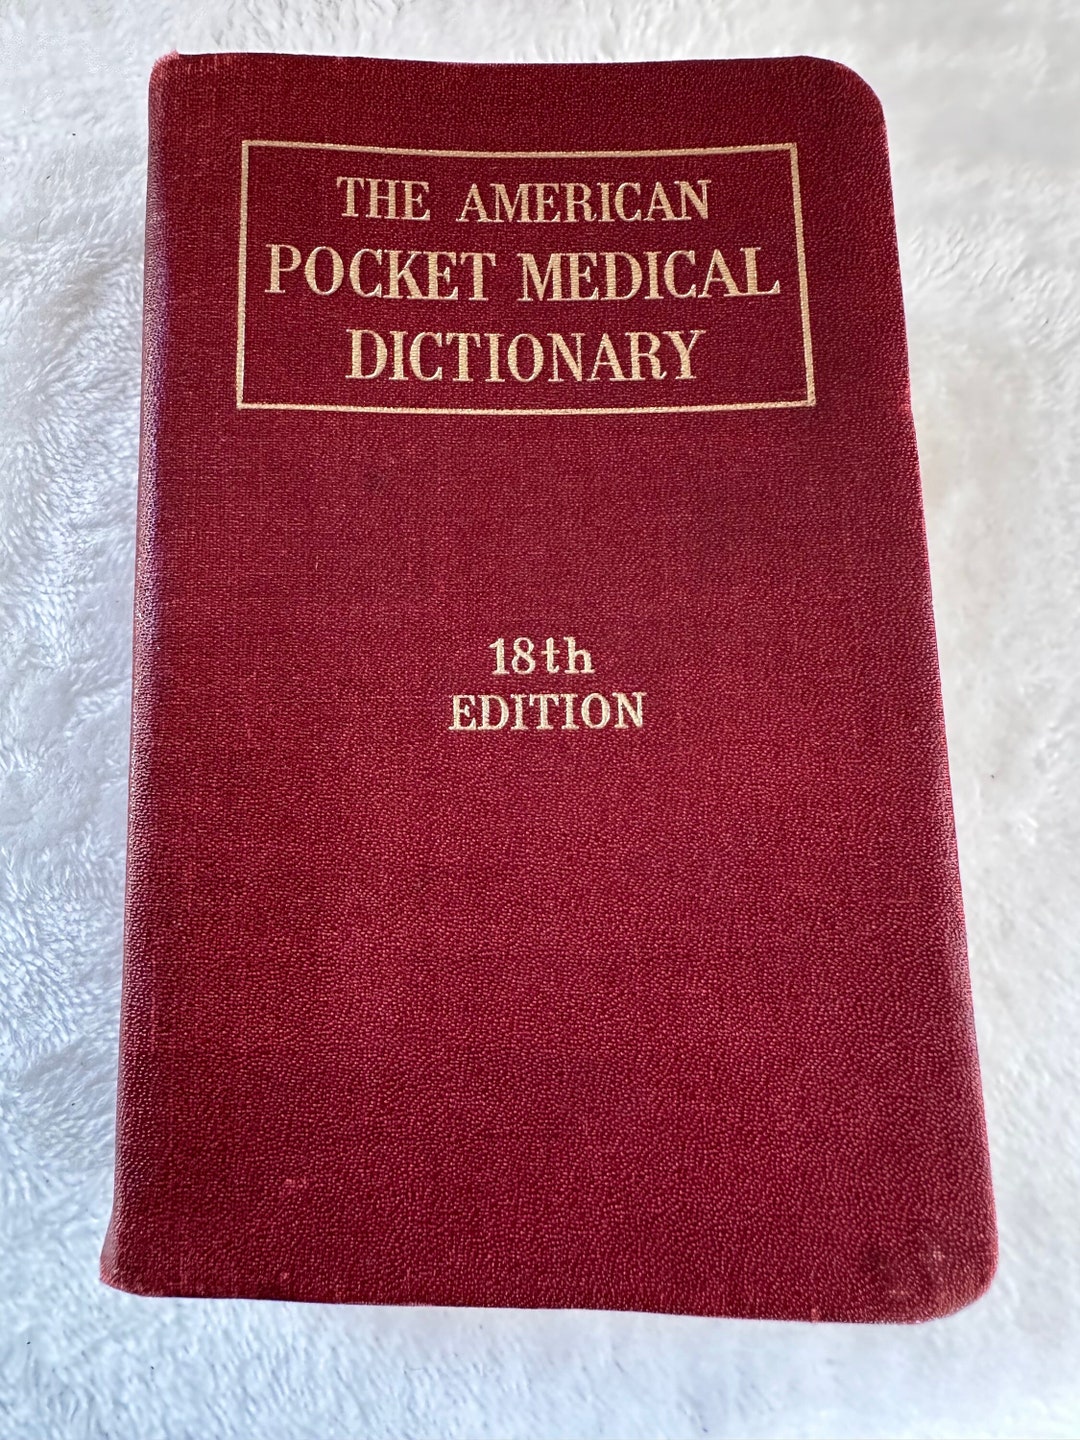 THE AMERICAN
POCKET MEDICAL
DICTIONARY
18th
EDITION